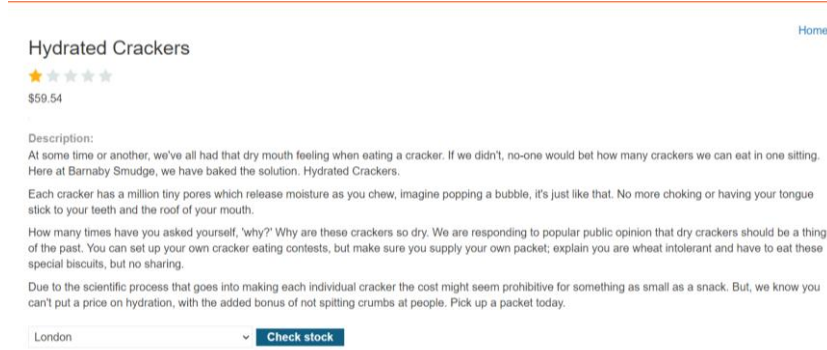 Home
Hydrated Crackers
$59.54
Description:
At some time or another, we've all had that dry mouth feeling when eating a cracker. If we didn't, no-one would bet how many crackers we can eat in one sitting.
Here at Barnaby Smudge, we have baked the solution. Hydrated Crackers.
Each cracker has a million tiny pores which release moisture as you chew, imagine popping a bubble, it's just like that. No more choking or having your tongue
stick to your teeth and the roof of your mouth.
How many times have you asked yourself, 'why?' Why are these crackers so dry. We are responding to popular public opinion that dry crackers should be a thing
of the past. You can set up your own cracker eating contests, but make sure you supply your own packet; explain you are wheat intolerant and have to eat these
special biscuits, but no sharing.
Due to the scientific process that goes into making each individual cracker the cost might seem prohibitive for something as small as a snack. But, we know you
can't put a price on hydration, with the added bonus of not spitting crumbs at people. Pick up a packet today.
London
Check stock